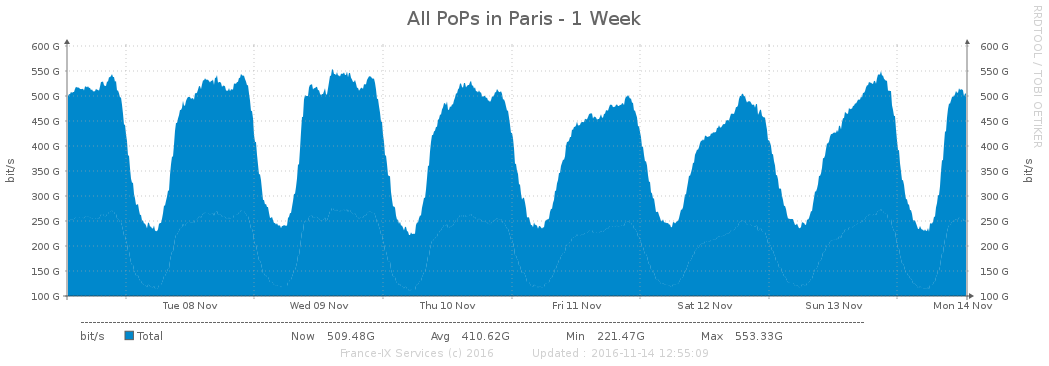 All PoPs in Paris - 1 Week
RRDTOOL / TOBI OETIKER
600 G 600 G
550 G 550 G
500 G 500 G
450 G 450 G
400 G 400 G
350 G 350 G
300 G 300 G
250 G 250 G
200 G 200 G
150 G 150 G
100 G 100 G
bit/s
bit/s
Tue 08 Nov Wed 09 Nov Thu 10 Nov Fri 11 Nov Sat 12 Nov Sun 13 Nov Mon 14 Nov
bit/s Total Now 509.48G Avg 410.62G Min 221.47G Max 553.33G
France-IX Services (c) 2016 Updated : 2016-11-14 12:55:09